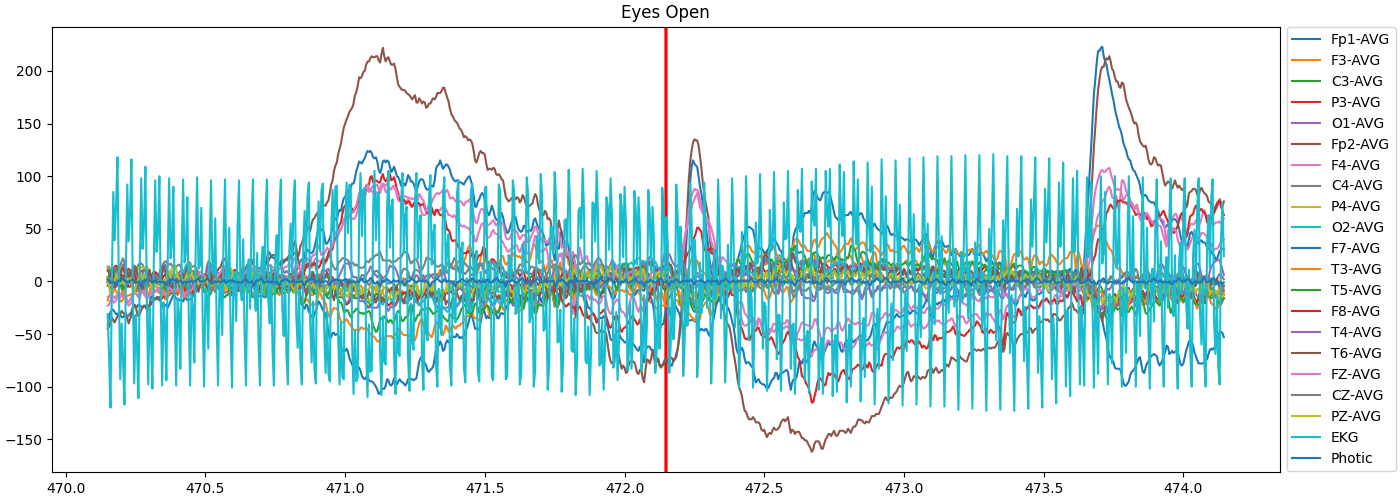 Eyes Open
200
150
100
50
0
−50
−100
−150
470.0 470.5 471.0 471.5 472.0 472.5 473.0 473.5 474.0
Fp1-AVG
F3-AVG
C3-AVG
P3-AVG
O1-AVG
Fp2-AVG
F4-AVG
C4-AVG
P4-AVG
O2-AVG
F7-AVG
T3-AVG
T5-AVG
F8-AVG
T4-AVG
T6-AVG
FZ-AVG
CZ-AVG
PZ-AVG
EKG
Photic